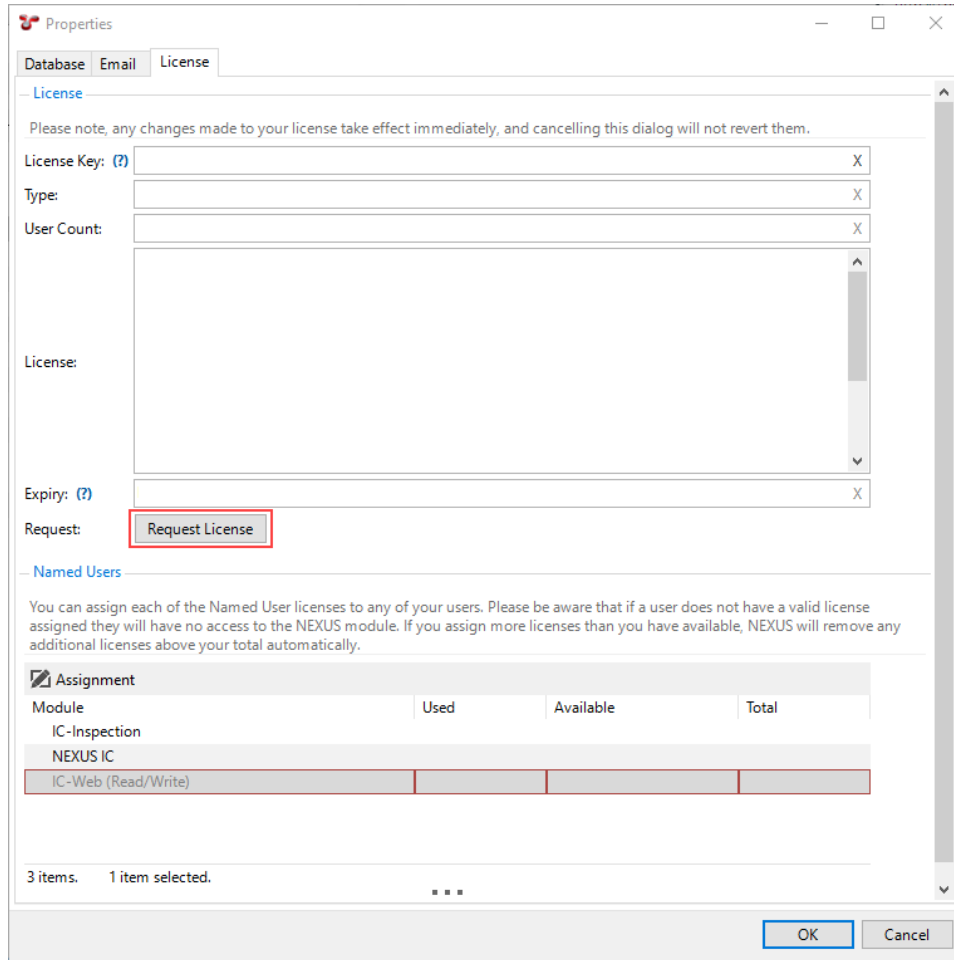 Properties
Database Email License
License
Please note, any changes made to your license take effect immediately, and cancelling this dialog will not revert them.
License Key: (?) X
Type: X
User Count: X
License:
Expiry: (?) X
Request: Request License
Named Users
You can assign each of the Named User licenses to any of your users. Please be aware that if a user does not have a valid license
assigned they will have no access to the NEXUS module. If you assign more licenses than you have available, NEXUS will remove any
additional licenses above your total automatically.
Assignment
Module Used Available Total
IC-Inspection
NEXUS IC
IC-Web (Read/Write)
3 items. 1 item selected.
OK Cancel